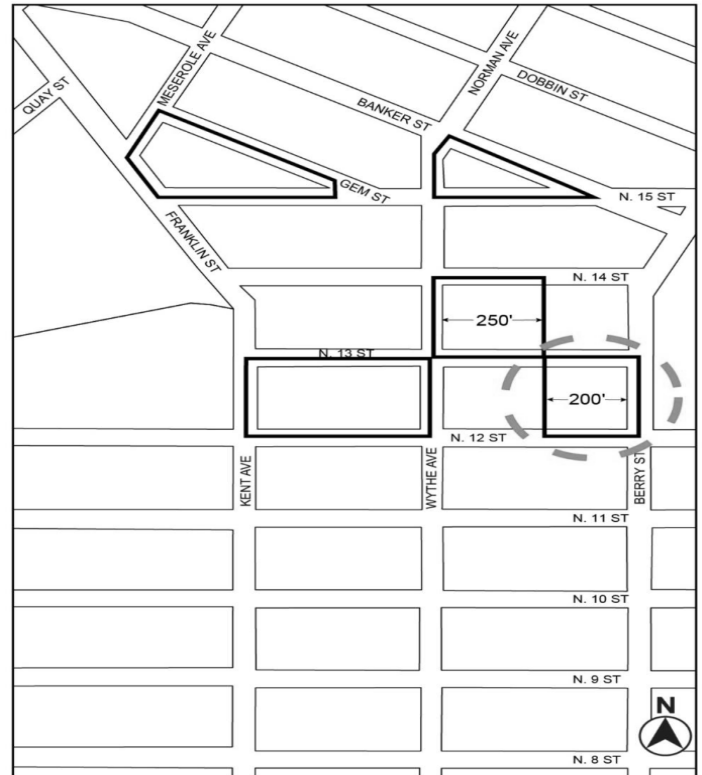 MESEROLE AVE
NORMAN AVE
QUAY ST
DOBBIN ST
BANKER ST
GEM ST
N. 15 ST
FRANKLIN ST
N. 14 ST
250'
N. 13 ST
200'
N. 12 ST
KENT AVE
WYTHE AVE
BERRY ST
N. 11 ST
N. 10 ST
N. 9 ST
N
N. 8 ST